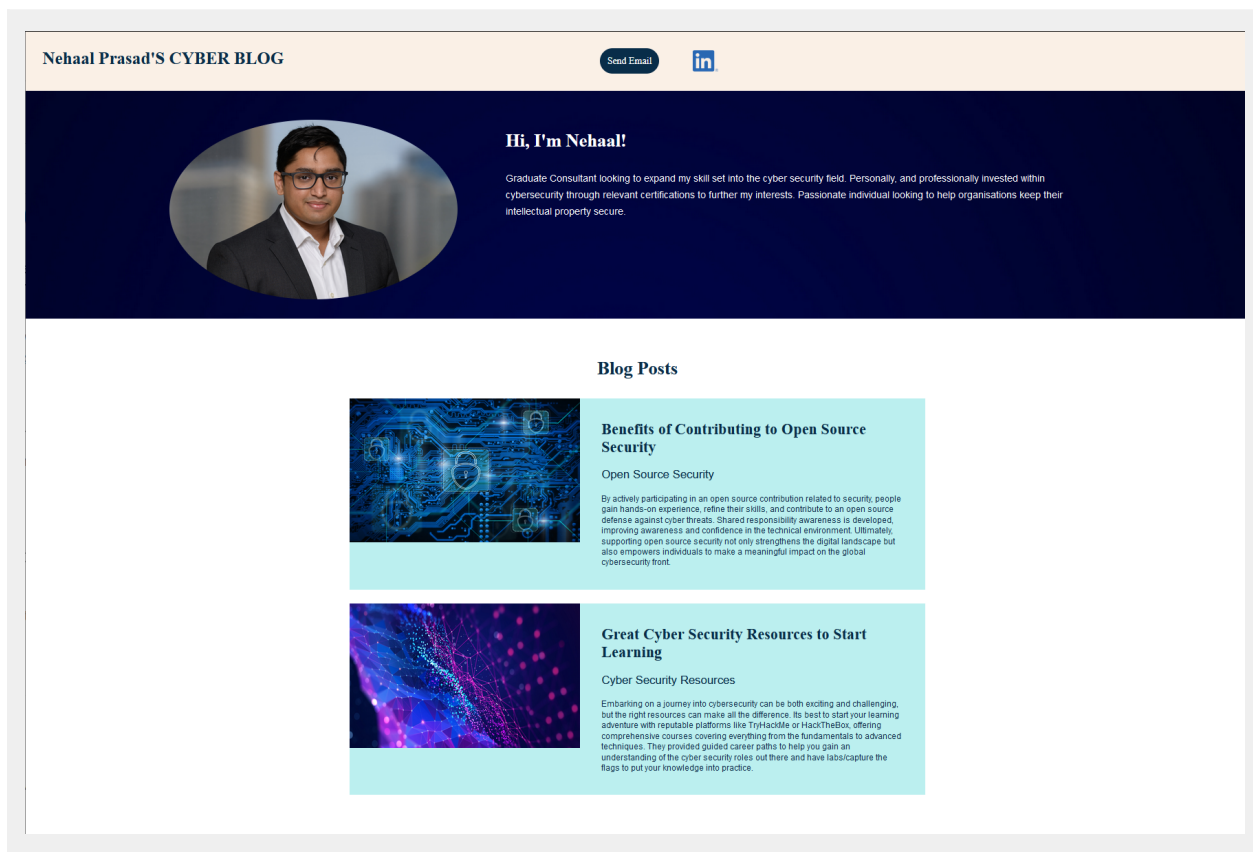 Nehaal Prasad'S CYBER BLOG
Send Email
in
Hi, I'm Nehaal!
Graduate Consultant looking to expand my skill set into the cyber security field. Personally, and professionally invested within
cybersecurity through relevant certifications to further my interests. Passionate individual looking to help organisations keep their
intellectual property secure.
Blog Posts
Benefits of Contributing to Open Source
Security
Open Source Security
By actively participating in an open source contribution related to security, people
gain hands-on experience, refine their skills, and contribute to an open source
defense against cyber threats. Shared responsibility awareness is developed,
improving awareness and confidence in the technical environment. Ultimately,
supporting open source security not only strengthens the digital landscape but
also empowers individuals to make a meaningful impact on the global
cybersecurity front.
Great Cyber Security Resources to Start
Learning
Cyber Security Resources
Embarking on a journey into cybersecurity can be both exciting and challenging,
but the right resources can make all the difference. Its best to start your learning
adventure with reputable platforms like TryHackMe or HackTheBox, offering
comprehensive courses covering everything from the fundamentals to advanced
techniques. They provided guided career paths to help you gain an
understanding of the cyber security roles out there and have labs/capture the
flags to put your knowledge into practice.